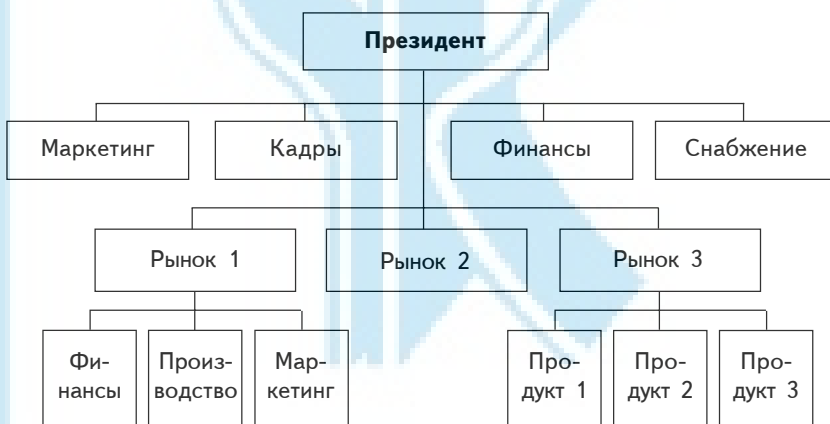 Президент
Маркетинг
Кадры
Финансы
Снабжение
Рынок 1
Рынок 2
Рынок 3
Фи-
нансы
Произ-
водство
Мар-
кетинг
Про-
дукт 1
Про-
дукт 2
Про-
дукт 3